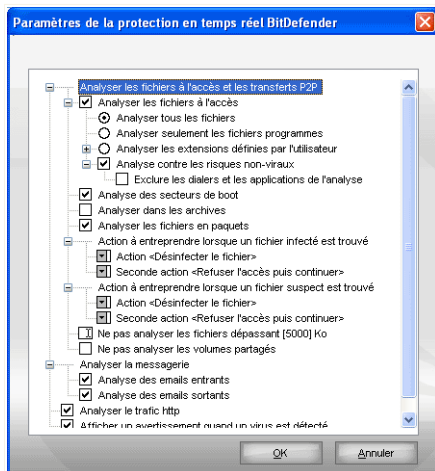 Paramètres de la protection en temps réel BitDefender
Analyser les fichiers à l'accès et les transferts P2P
Analyser les fichiers à l'accès
Analyser tous les fichiers
Analyser seulement les fichiers programmes
Analyser les extensions définies par l'utilisateur
Analyse contre les risques non-viraux
Exclure les dialers et les applications de l'analyse
Analyse des secteurs de boot
Analyser dans les archives
Analyser les fichiers en paquets
Action à entreprendre lorsque un fichier infecté est trouvé
Action <Désinfecter le fichier>
Seconde action <Refuser l'accès puis continuer>
Action à entreprendre lorsque un fichier suspect est trouvé
Action <Désinfecter le fichier>
Seconde action <Refuser l'accès puis continuer>
Ne pas analyser les fichiers dépassant [5000] Ko
Ne pas analyser les volumes partagés
Analyser la messagerie
Analyse des emails entrants
Analyse des emails sortants
Analyser le trafic http
Afficher un avertissement quand un virus est détecté
OK Annuler